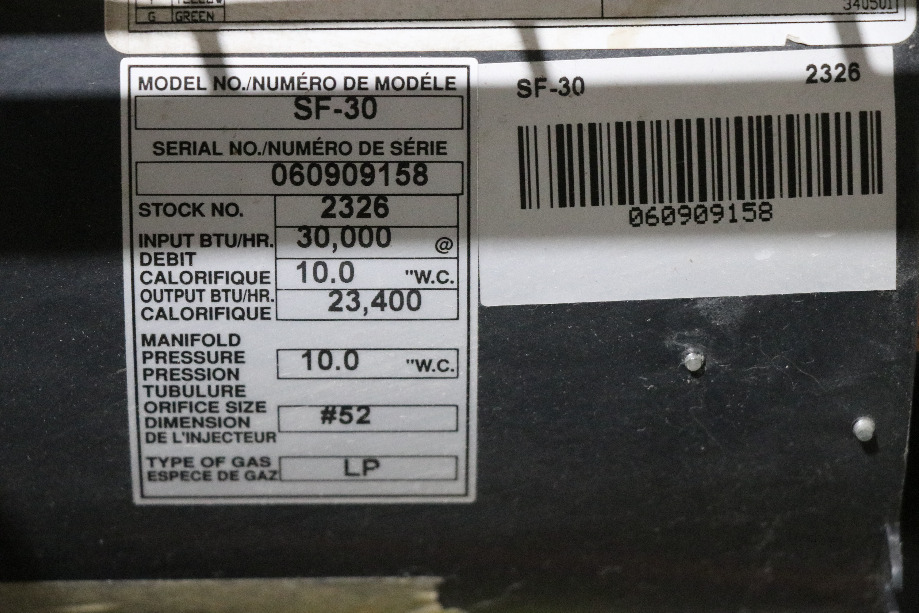 YELLOW
G GREEN
340501
MODEL NO./NUMÉRO DE MODÉLE
SF-30
SERIAL NO./NUMÉRO DE SÉRIE
060909158
STOCK NO. 2326
INPUT BTU/HR. 30,000 @
DEBIT
CALORIFIQUE 10.0 "W.C.
OUTPUT BTU/HR. 23,400
CALORIFIQUE
MANIFOLD
PRESSURE 10.0 "W.C.
PRESSION
TUBULURE
ORIFICE SIZE #52
DIMENSION
DE L'INJECTEUR
TYPE OF GAS LP
ESPECE DE GAZ
SF-30 2326
060909158